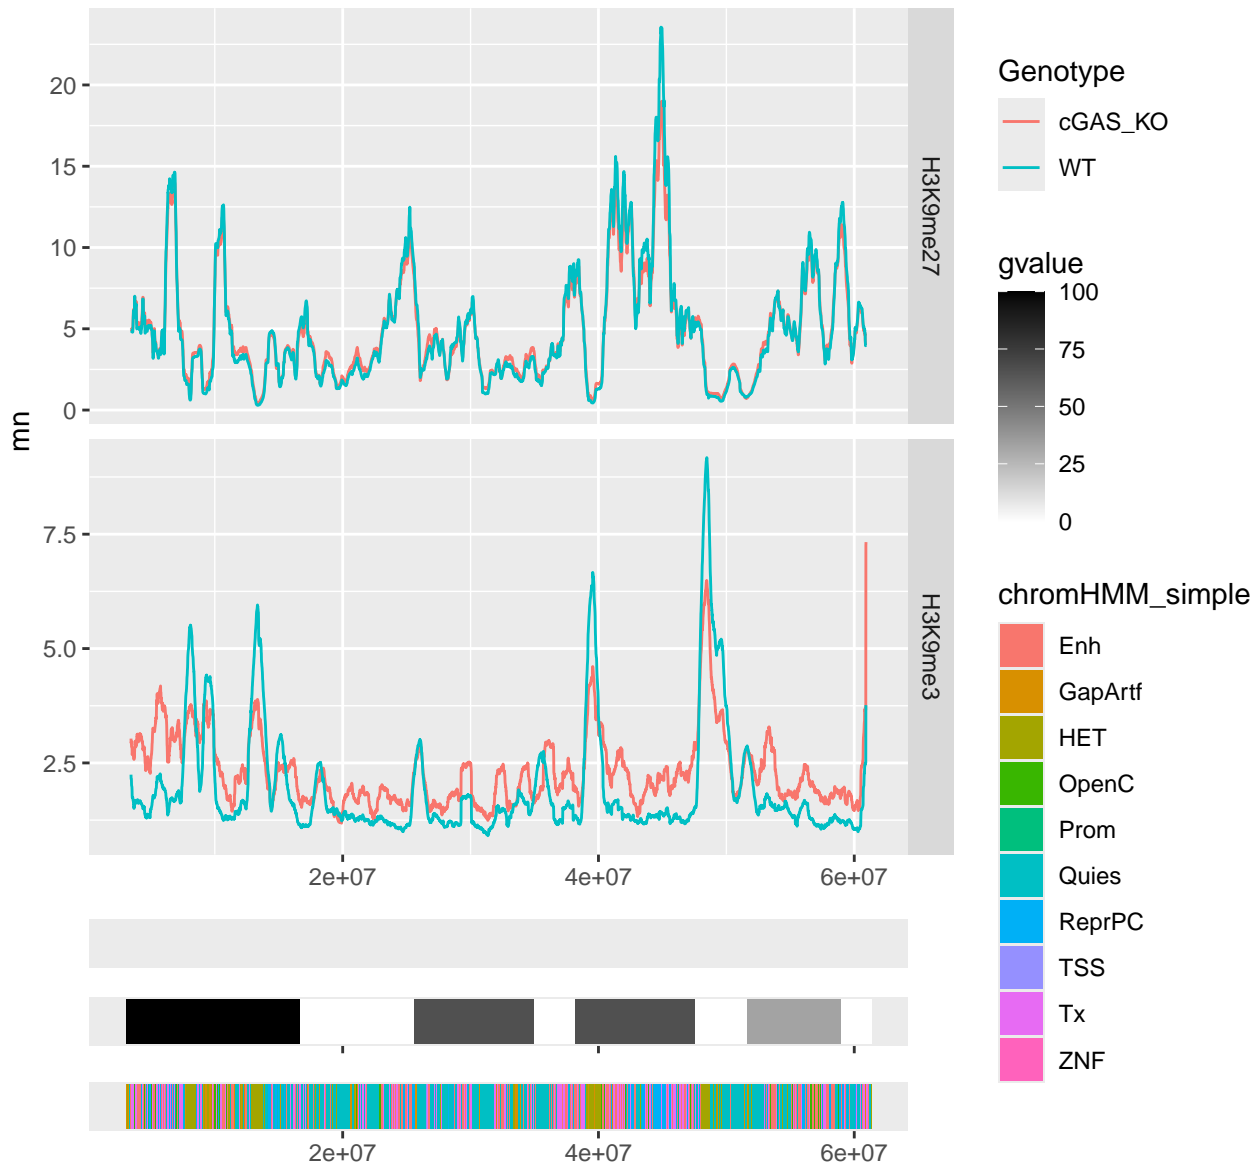 20
15
10
5
0
H3K9me27
mn
7.5
5.0
2.5
H3K9me3
2e+07
4e+07
6e+07
2e+07
4e+07
6e+07
Genotype
cGAS_KO
WT
gvalue
100
75
50
25
0
chromHMM_simple
Enh
GapArtf
HET
OpenC
Prom
Quies
ReprPC
TSS
Tx
ZNF